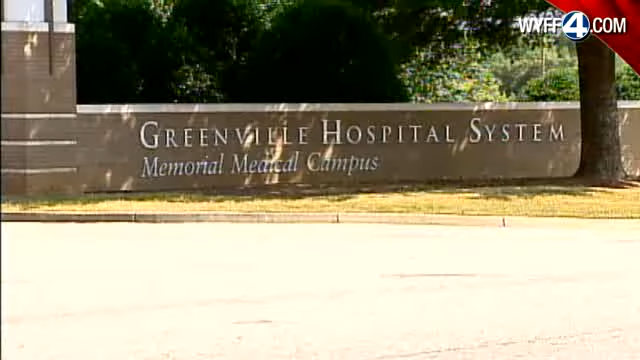 WYFF4.COM
GREENVILLE HOSPITAL SYSTEM
Memorial Medical Campus